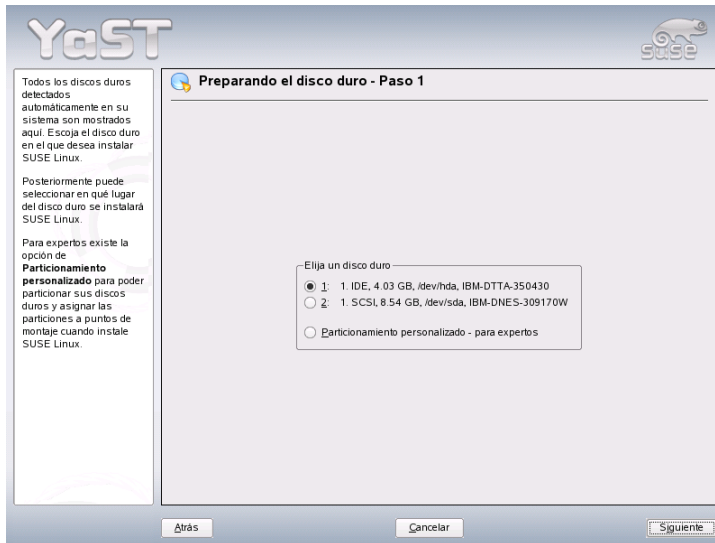 YaST
SUSE
Todos los discos duros
detectados
automáticamente en su
sistema son mostrados
aquí. Escoja el disco duro
en el que desea instalar
SUSE Linux.
Posteriormente puede
seleccionar en qué lugar
del disco duro se instalará
SUSE Linux.
Para expertos existe la
opción de
Particionamiento
personalizado para poder
particionar sus discos
duros y asignar las
particiones a puntos de
montaje cuando instale
SUSE Linux.
Preparando el disco duro - Paso 1
Elija un disco duro
1: 1. IDE, 4.03 GB, /dev/hda, IBM-DTTA-350430
2: 1. SCSI, 8.54 GB, /dev/sda, IBM-DNES-309170W
Particionamiento personalizado - para expertos
Atrás
Cancelar
Siguiente